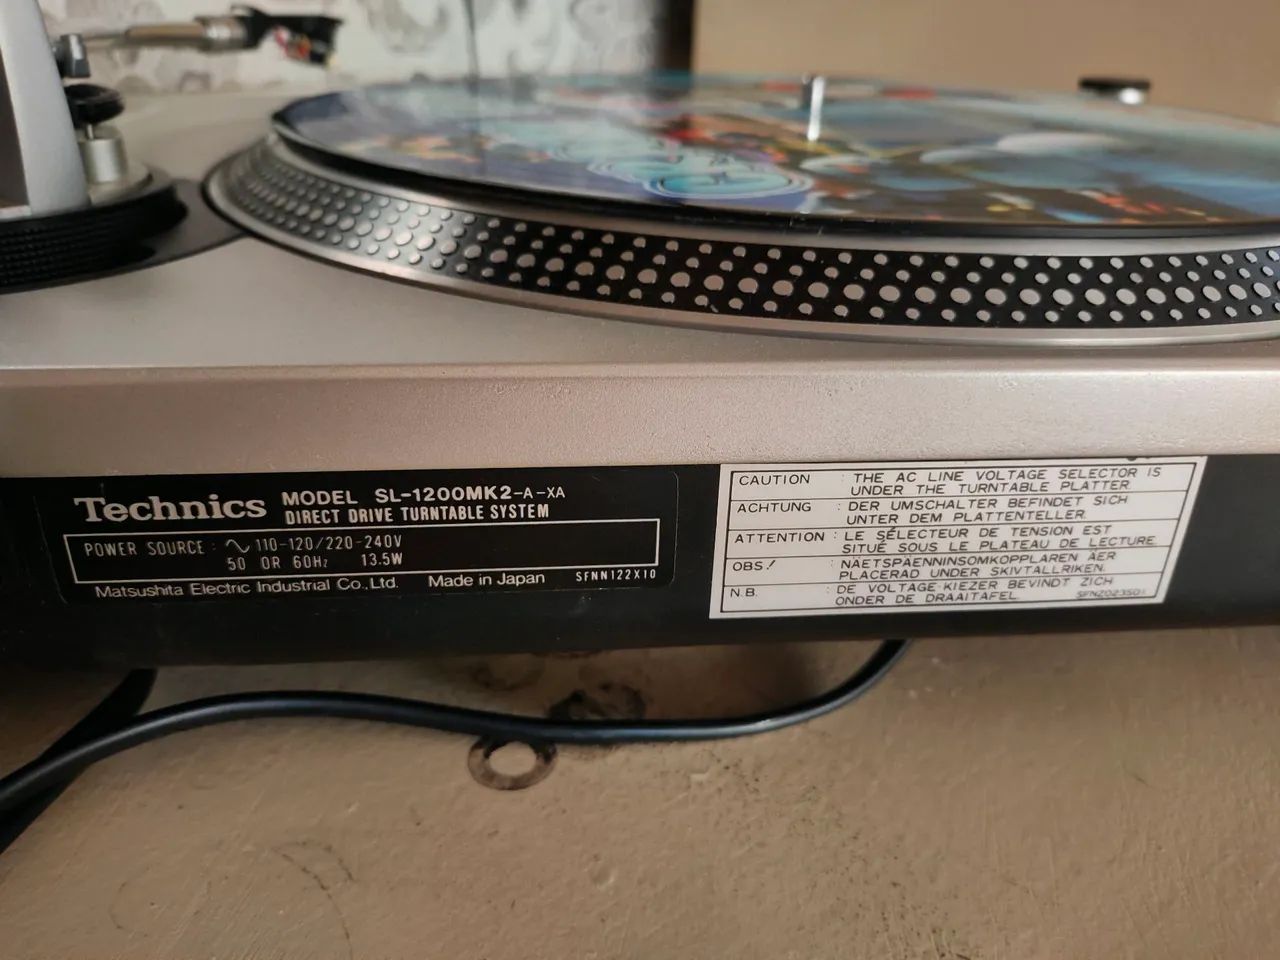 Technics MODEL SL-1200MK2-A-XA
DIRECT DRIVE TURNTABLE SYSTEM
POWER SOURCE : ∿ 110-120/220-240V
50 OR 60Hz 13.5W
Matsushita Electric Industrial Co., Ltd. Made in Japan SFNN122X10
CAUTION : THE AC LINE VOLTAGE SELECTOR IS
UNDER THE TURNTABLE PLATTER.
ACHTUNG : DER UMSCHALTER BEFINDET SICH
UNTER DEM PLATTENTELLER.
ATTENTION : LE SÉLECTEUR DE TENSION EST
SITUÉ SOUS LE PLATEAU DE LECTURE.
OBS! : NÄETSPAENNINSOMKOPPLAREN AER
PLACERAD UNDER SKIVTALLRIKEN.
N.B. : DE VOLTAGE KIEZER BEVINDT ZICH
ONDER DE DRAAITAFEL. SFNZ023S01